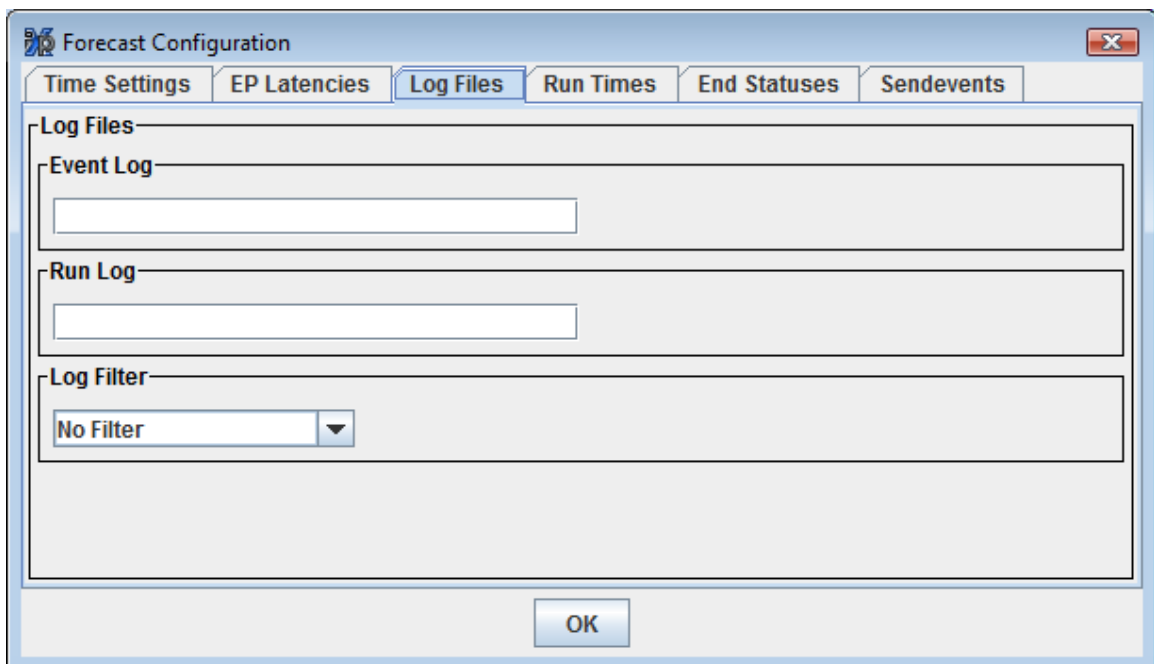 Forecast Configuration
Time Settings EP Latencies Log Files Run Times End Statuses Sendevents
Log Files
Event Log
Run Log
Log Filter
No Filter
OK